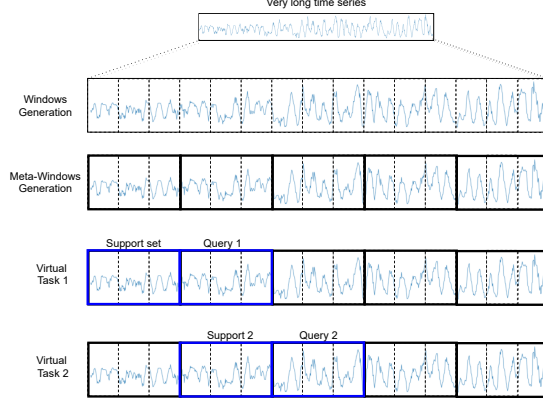 Very long time series
Windows
Generation
Meta-Windows
Generation
Support set Query 1
Virtual
Task 1
Support 2 Query 2
Virtual
Task 2